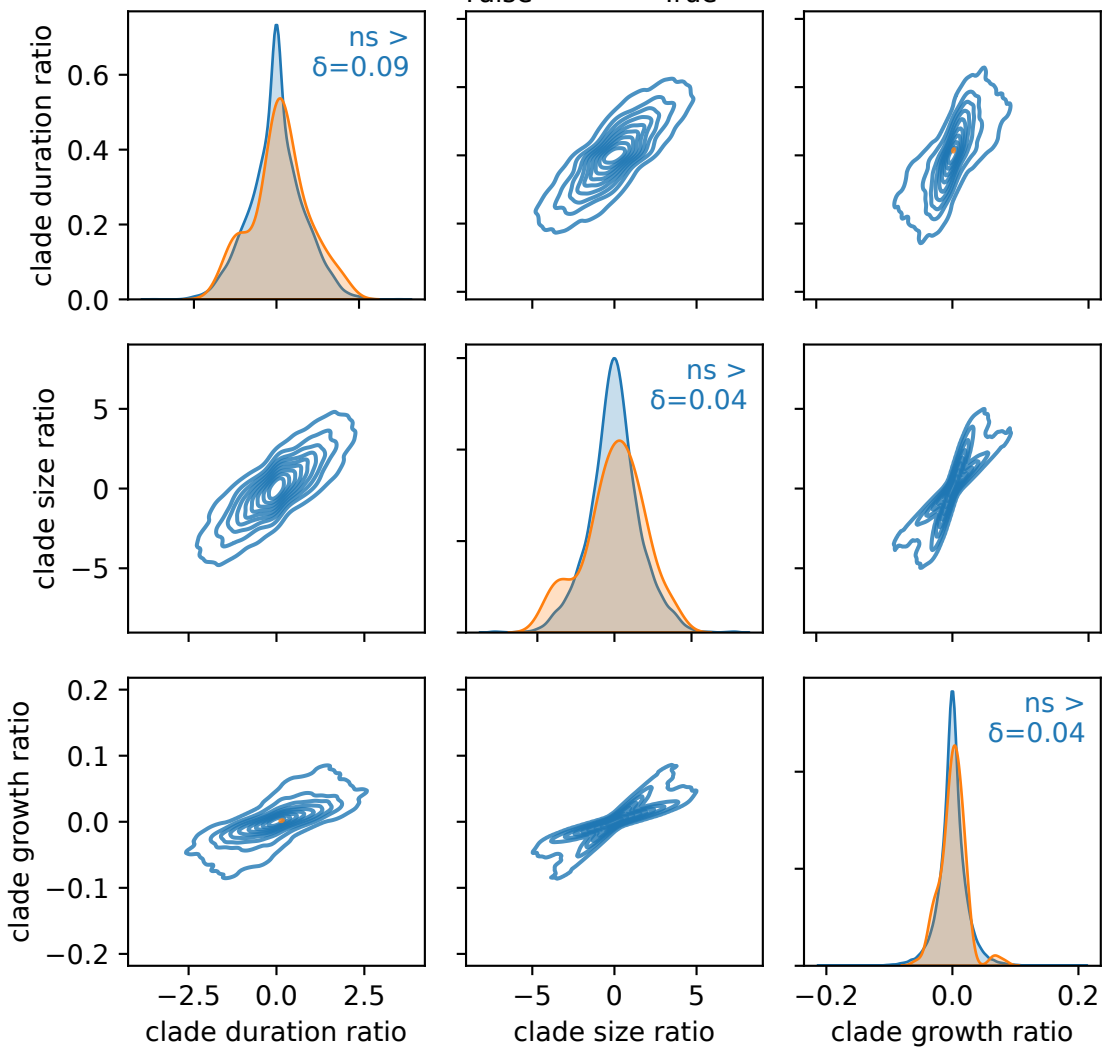 False True
clade duration ratio
0.6
0.4
0.2
0.0
ns >
δ=0.09
clade size ratio
5
0
−5
ns >
δ=0.04
clade growth ratio
0.2
0.1
0.0
−0.1
−0.2
ns >
δ=0.04
−2.5 0.0 2.5
−5 0 5
−0.2 0.0 0.2
clade duration ratio
clade size ratio
clade growth ratio